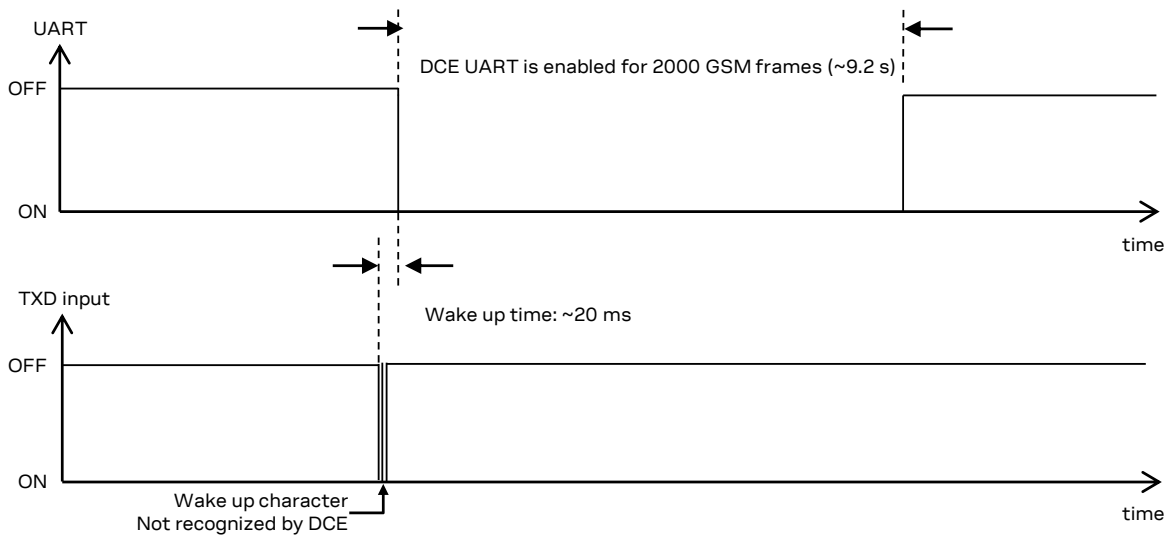 UART
DCE UART is enabled for 2000 GSM frames (~9.2 s)
OFF
ON
time
TXD input
Wake up time: ~20 ms
OFF
ON
Wake up character
Not recognized by DCE
time